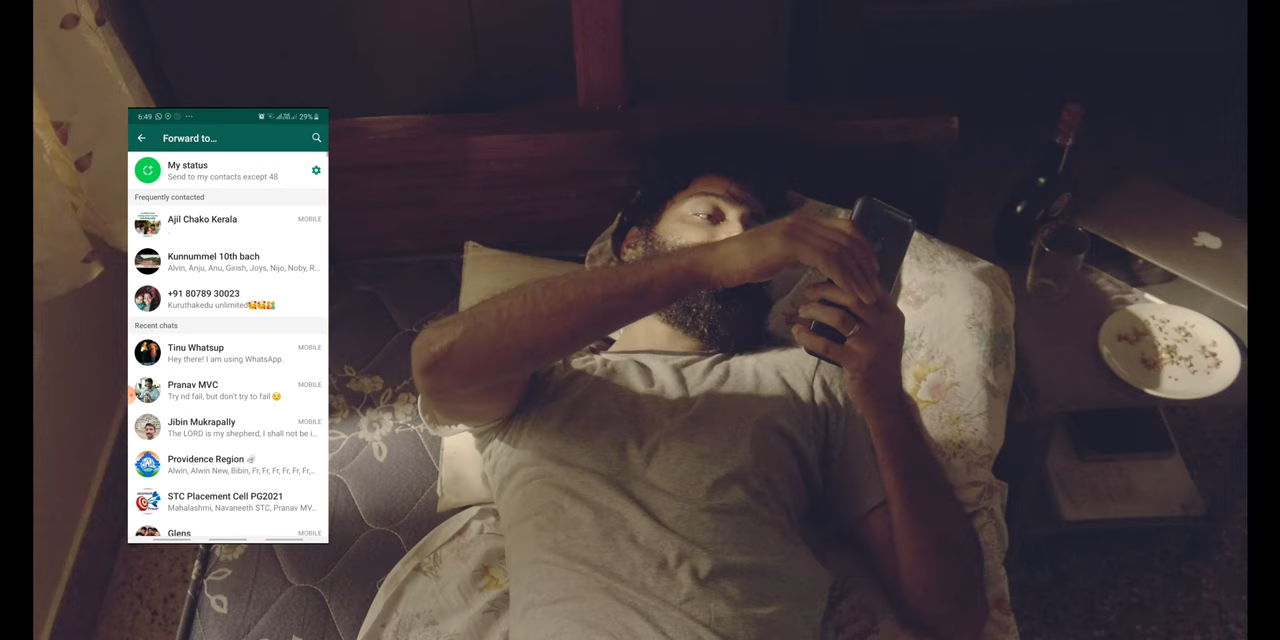 6:49
29%
Forward to...
My status
Send to my contacts except 48
Frequently contacted
Ajil Chako Kerala
MOBILE
.
Kunnummel 10th bach
Alvin, Anju, Anu, Girish, Joys, Nijo, Noby, R...
+91 80789 30023
Kuruthakedu unlimited🥰🥰🥰
Recent chats
Tinu Whatsup
MOBILE
Hey there! I am using WhatsApp.
Pranav MVC
MOBILE
Try nd fail, but don't try to fail 😏
Jibin Mukrapally
MOBILE
The LORD is my shepherd, I shall not be i...
Providence Region
Alwin, Alwin New, Bibin, Fr, Fr, Fr, Fr, Fr, Fr,...
STC Placement Cell PG2021
Mahalashmi, Navaneeth STC, Pranav MV...
Glens
MOBILE